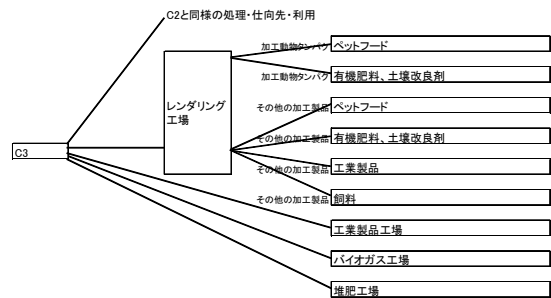 C2と同様の処理・仕向先・利用
加工動物タンパク ペットフード
加工動物タンパク 有機肥料、土壌改良剤
レンダリング
工場
その他の加工製品 ペットフード
その他の加工製品 有機肥料、土壌改良剤
C3
その他の加工製品 工業製品
その他の加工製品 飼料
工業製品工場
バイオガス工場
堆肥工場